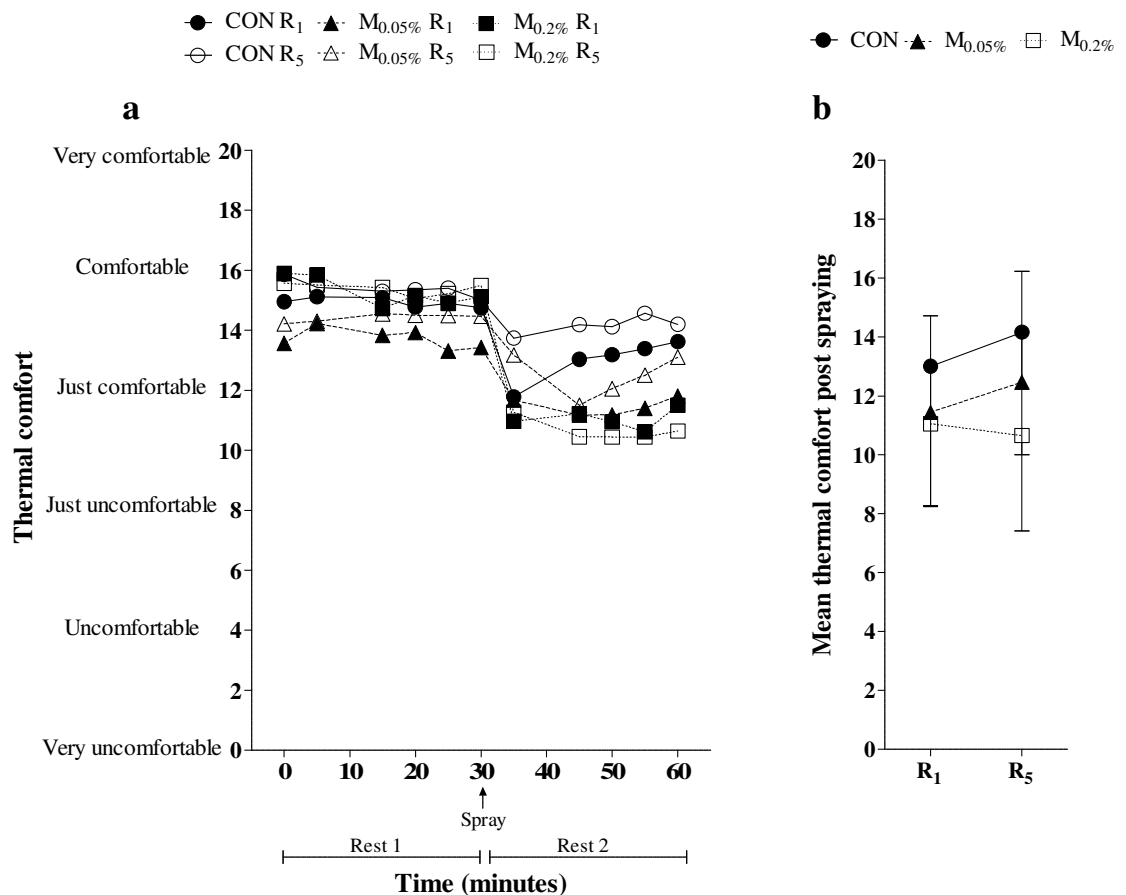 CON R1 M0.05% R1 M0.2% R1
CON R5 M0.05% R5 M0.2% R5
CON M0.05% M0.2%
a
b
Thermal comfort
Very comfortable
Comfortable
Just comfortable
Just uncomfortable
Uncomfortable
Very uncomfortable
20
18
16
14
12
10
8
6
4
2
0
0 10 20 30 40 50 60
Spray
Rest 1 Rest 2
Time (minutes)
Mean thermal comfort post spraying
20
18
16
14
12
10
8
6
4
2
0
R1 R5